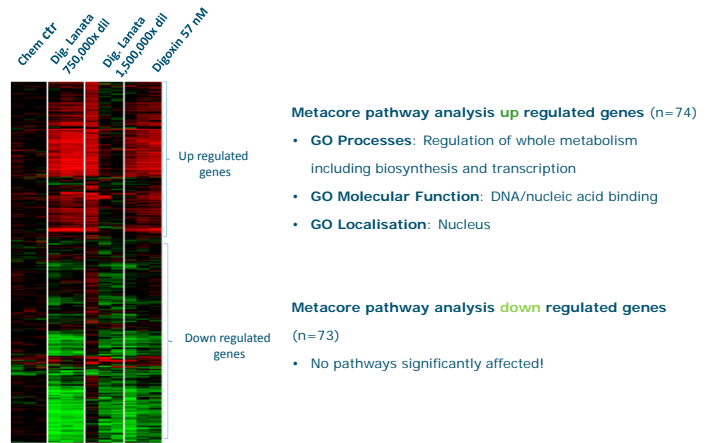 Chem ctr
Dig. Lanata
750,000x dil
Dig. Lanata
1,500,000x dil
Digoxin 57 nM
Up regulated
genes
Down regulated
genes
Metacore pathway analysis up regulated genes (n=74)
• GO Processes: Regulation of whole metabolism
including biosynthesis and transcription
• GO Molecular Function: DNA/nucleic acid binding
• GO Localisation: Nucleus
Metacore pathway analysis down regulated genes
(n=73)
• No pathways significantly affected!